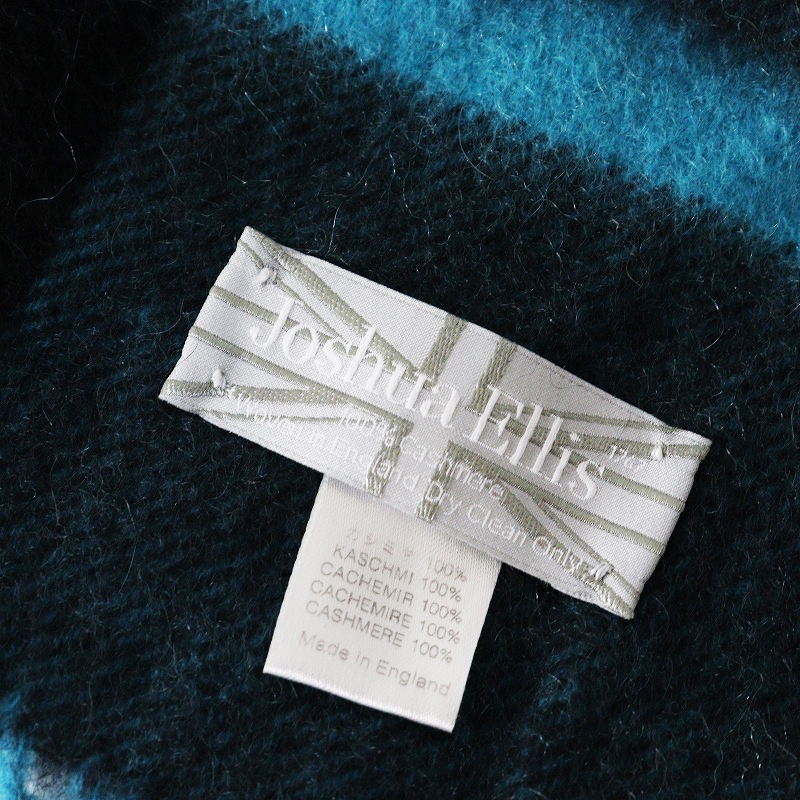 Joshua Ellis
1767
100% Cashmere
Woven in England Dry Clean Only
カシミヤ 100%
KASCHMI 100%
CACHEMIR 100%
CACHEMIRE 100%
CASHMERE 100%
Made in England